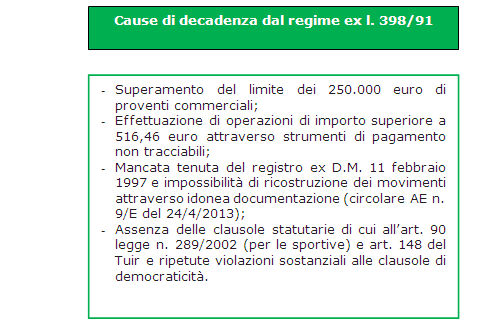 Cause di decadenza dal regime ex l. 398/91
- Superamento del limite dei 250.000 euro di
proventi commerciali;
- Effettuazione di operazioni di importo superiore a
516,46 euro attraverso strumenti di pagamento
non tracciabili;
- Mancata tenuta del registro ex D.M. 11 febbraio
1997 e impossibilità di ricostruzione dei movimenti
attraverso idonea documentazione (circolare AE n.
9/E del 24/4/2013);
- Assenza delle clausole statutarie di cui all’art. 90
legge n. 289/2002 (per le sportive) e art. 148 del
Tuir e ripetute violazioni sostanziali alle clausole di
democraticità.